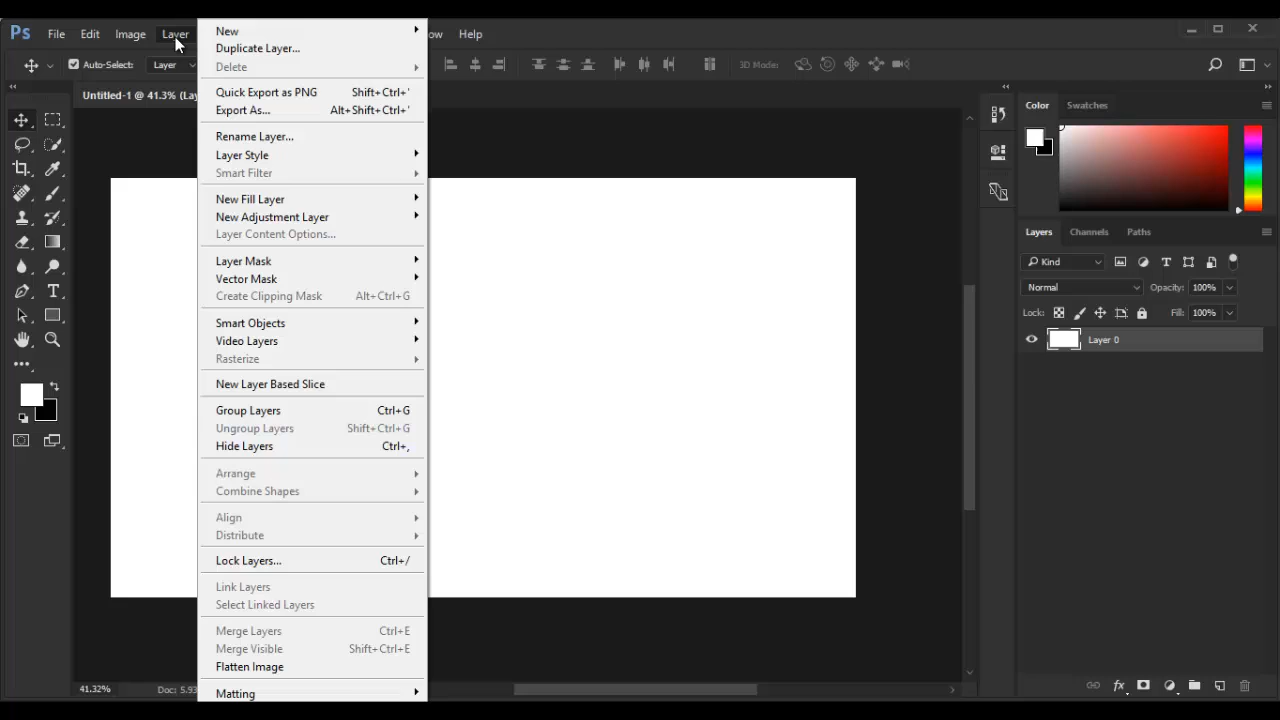 Ps File Edit Image Layer ow Help
Auto-Select: Layer 3D Mode:
Untitled-1 @ 41.3% (La
New
Duplicate Layer...
Delete
Quick Export as PNG Shift+Ctrl+'
Export As... Alt+Shift+Ctrl+'
Rename Layer...
Layer Style
Smart Filter
New Fill Layer
New Adjustment Layer
Layer Content Options...
Layer Mask
Vector Mask
Create Clipping Mask Alt+Ctrl+G
Smart Objects
Video Layers
Rasterize
New Layer Based Slice
Group Layers Ctrl+G
Ungroup Layers Shift+Ctrl+G
Hide Layers Ctrl+,
Arrange
Combine Shapes
Align
Distribute
Lock Layers... Ctrl+/
Link Layers
Select Linked Layers
Merge Layers Ctrl+E
Merge Visible Shift+Ctrl+E
Flatten Image
Matting
Color Swatches
Layers Channels Paths
Kind
Normal Opacity: 100%
Lock: Fill: 100%
Layer 0
fx
41.32% Doc: 5.93